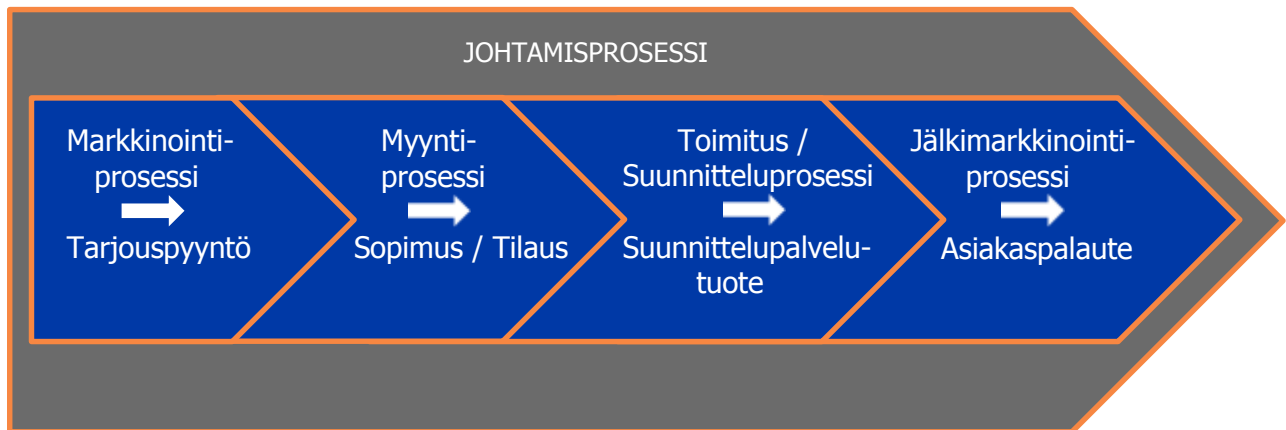 JOHTAMISPROSESSI
Markkinointi-
prosessi
Tarjouspyyntö
Myynti-
prosessi
Sopimus / Tilaus
Toimitus /
Suunnitteluprosessi
Suunnittelupalvelu-
tuote
Jälkimarkkinointi-
prosessi
Asiakaspalaute